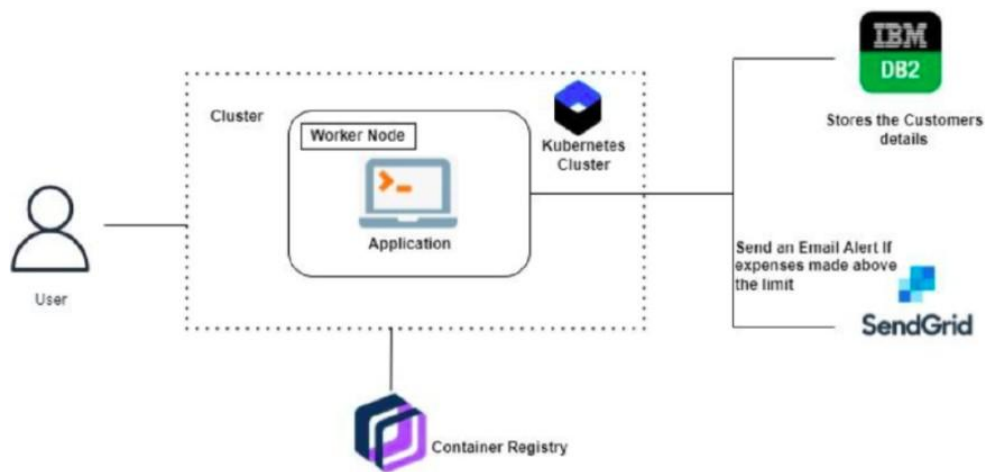 IBM
DB2
Stores the Customers
details
Cluster
Worker Node
Kubernetes
Cluster
Application
User
Send an Email Alert If
expenses made above
the limit
SendGrid
Container Registry